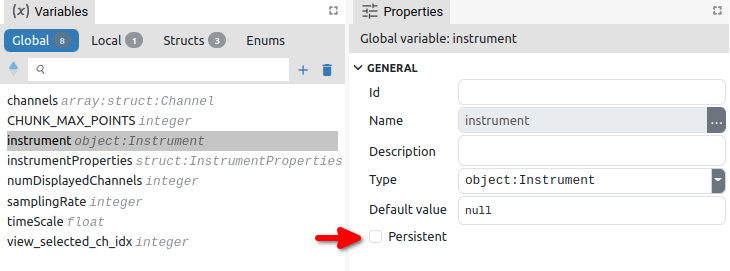 (x) Variables
Global 8 Local 1 Structs 3 Enums
channels array:struct:Channel
CHUNK_MAX_POINTS integer
instrument object:Instrument
instrumentProperties struct:InstrumentProperties
numDisplayedChannels integer
samplingRate integer
timeScale float
view_selected_ch_idx integer
Properties
Global variable: instrument
GENERAL
Id
Name instrument ...
Description
Type object:Instrument
Default value null
Persistent